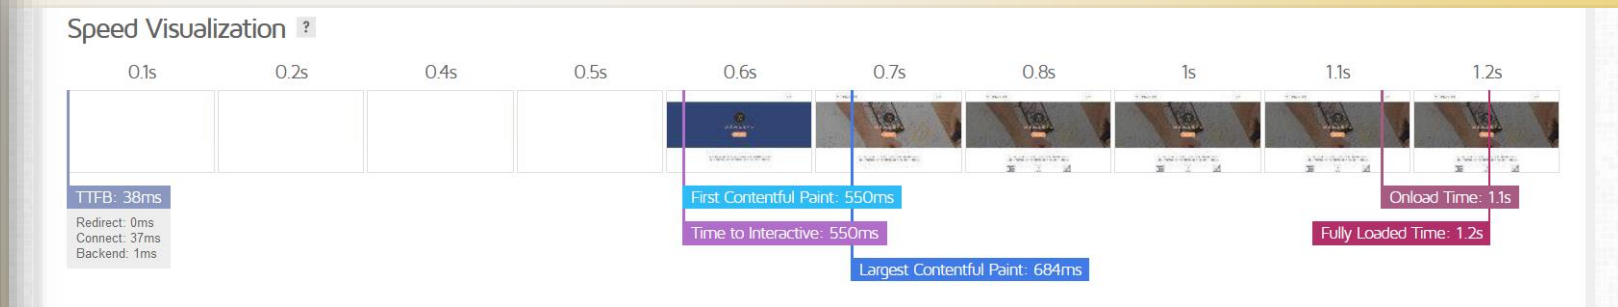 Speed Visualization ?
0.1s 0.2s 0.4s 0.5s 0.6s 0.7s 0.8s 1s 1.1s 1.2s
TTFB: 38ms
Redirect: 0ms
Connect: 37ms
Backend: 1ms
First Contentful Paint: 550ms
Time to Interactive: 550ms
Largest Contentful Paint: 684ms
Onload Time: 1.1s
Fully Loaded Time: 1.2s